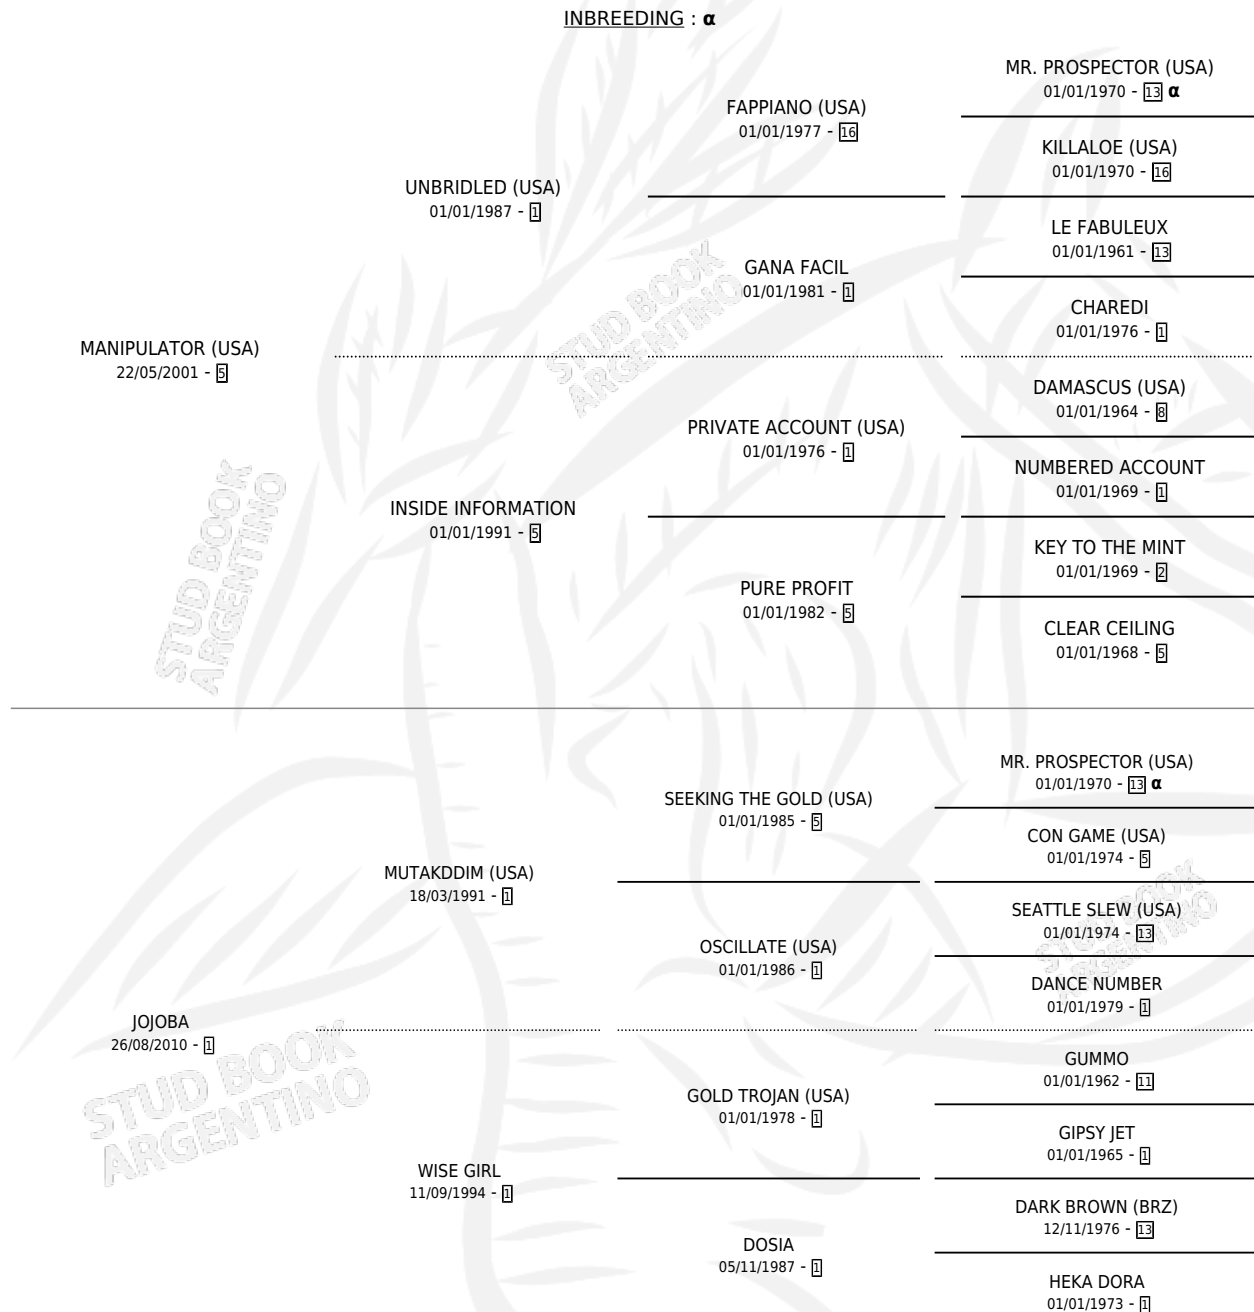 INBREEDING : α
MR. PROSPECTOR (USA)
01/01/1970 - 13 α
FAPPIANO (USA)
01/01/1977 - 16
KILLALOE (USA)
01/01/1970 - 16
UNBRIDLED (USA)
01/01/1987 - 1
LE FABULEUX
01/01/1961 - 13
GANA FACIL
01/01/1981 - 1
CHAREDI
01/01/1976 - 1
MANIPULATOR (USA)
22/05/2001 - 5
DAMASCUS (USA)
01/01/1964 - 8
PRIVATE ACCOUNT (USA)
01/01/1976 - 1
NUMBERED ACCOUNT
01/01/1969 - 1
INSIDE INFORMATION
01/01/1991 - 5
KEY TO THE MINT
01/01/1969 - 2
PURE PROFIT
01/01/1982 - 5
CLEAR CEILING
01/01/1968 - 5
MR. PROSPECTOR (USA)
01/01/1970 - 13 α
SEEKING THE GOLD (USA)
01/01/1985 - 5
CON GAME (USA)
01/01/1974 - 5
MUTAKDDIM (USA)
18/03/1991 - 1
SEATTLE SLEW (USA)
01/01/1974 - 13
OSCILLATE (USA)
01/01/1986 - 1
DANCE NUMBER
01/01/1979 - 1
JOJOBA
26/08/2010 - 1
GUMMO
01/01/1962 - 11
GOLD TROJAN (USA)
01/01/1978 - 1
GIPSY JET
01/01/1965 - 1
WISE GIRL
11/09/1994 - 1
DARK BROWN (BRZ)
12/11/1976 - 13
DOSIA
05/11/1987 - 1
HEKA DORA
01/01/1973 - 1
STUD BOOK
ARGENTINO
STUD BOOK
ARGENTINO
STUD BOOK
ARGENTINO
STUD BOOK
ARGENTINO